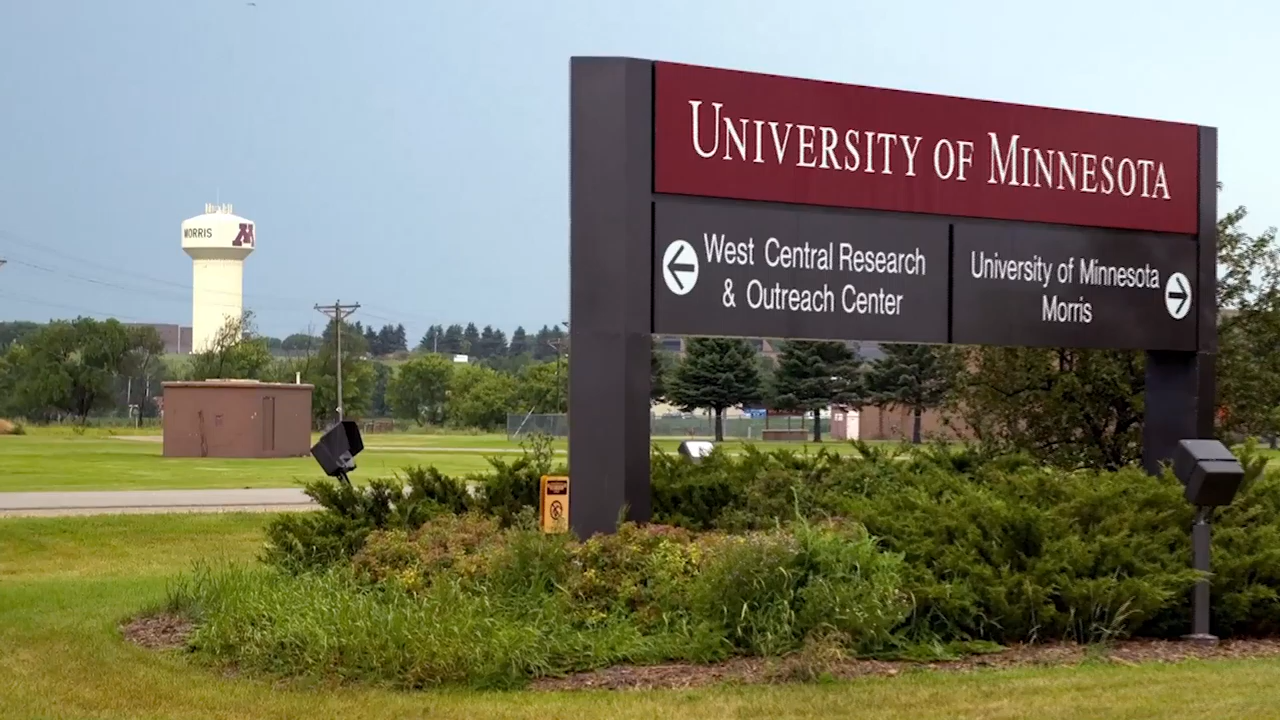 UNIVERSITY OF MINNESOTA
West Central Research
& Outreach Center
University of Minnesota
Morris
MORRIS
M